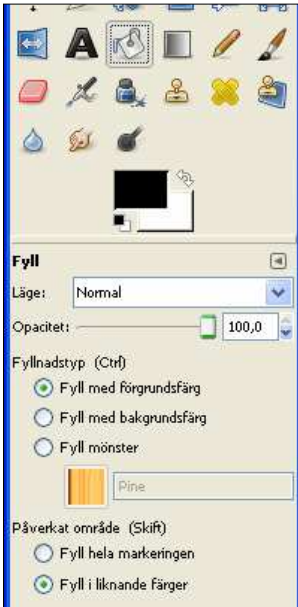 Fyll
Läge: Normal
Opacitet: 100,0
Fyllnadstyp (Ctrl)
Fyll med förgrundsfärg
Fyll med bakgrundsfärg
Fyll mönster
Pine
Påverkat område (Skift)
Fyll hela markeringen
Fyll i liknande färger